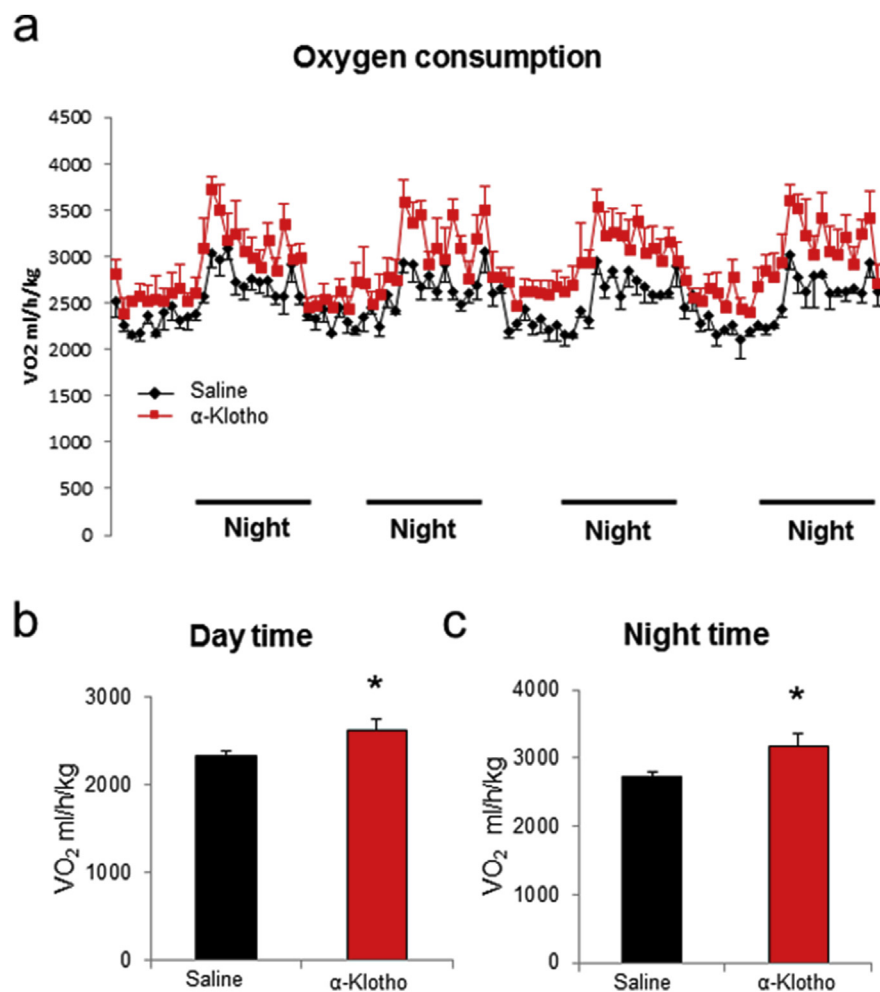 a
Oxygen consumption
VO2 ml/h/kg
4500
4000
3500
3000
2500
2000
1500
1000
500
0
Saline
α-Klotho
Night Night Night Night
b
Day time
VO₂ ml/h/kg
3000
2000
1000
0
*
Saline α-Klotho
c
Night time
VO₂ ml/h/kg
4000
3000
2000
1000
0
*
Saline α-Klotho